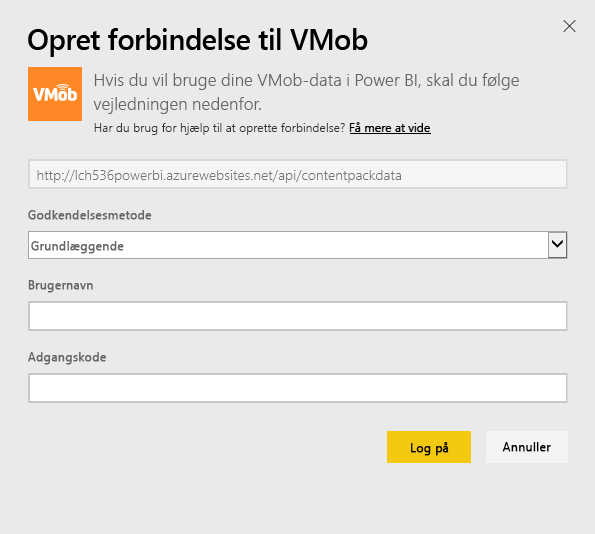 Opret forbindelse til VMob
VMob
Hvis du vil bruge dine VMob-data i Power BI, skal du følge
vejledningen nedenfor.
Har du brug for hjælp til at oprette forbindelse? Få mere at vide
http://lch536powerbi.azurewebsites.net/api/contentpackdata
Godkendelsesmetode
Grundlæggende
Brugernavn
Adgangskode
Log på
Annuller